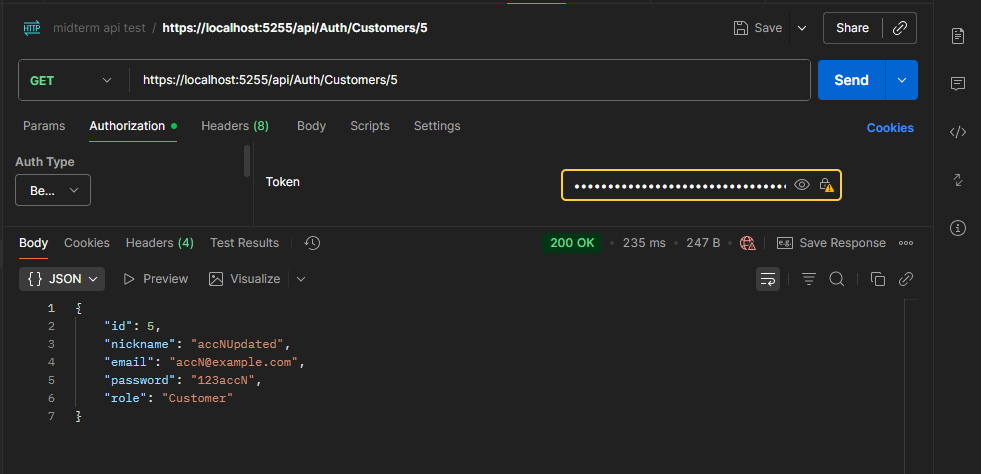 HTTP midterm api test / https://localhost:5255/api/Auth/Customers/5 Save Share
GET https://localhost:5255/api/Auth/Customers/5 Send
Params Authorization Headers (8) Body Scripts Settings Cookies
Auth Type
Be...
Token
Body Cookies Headers (4) Test Results 200 OK 235 ms 247 B e.g. Save Response
{} JSON Preview Visualize
1 {
2 "id": 5,
3 "nickname": "accNUpdated",
4 "email": "accN@example.com",
5 "password": "123accN",
6 "role": "Customer"
7 }